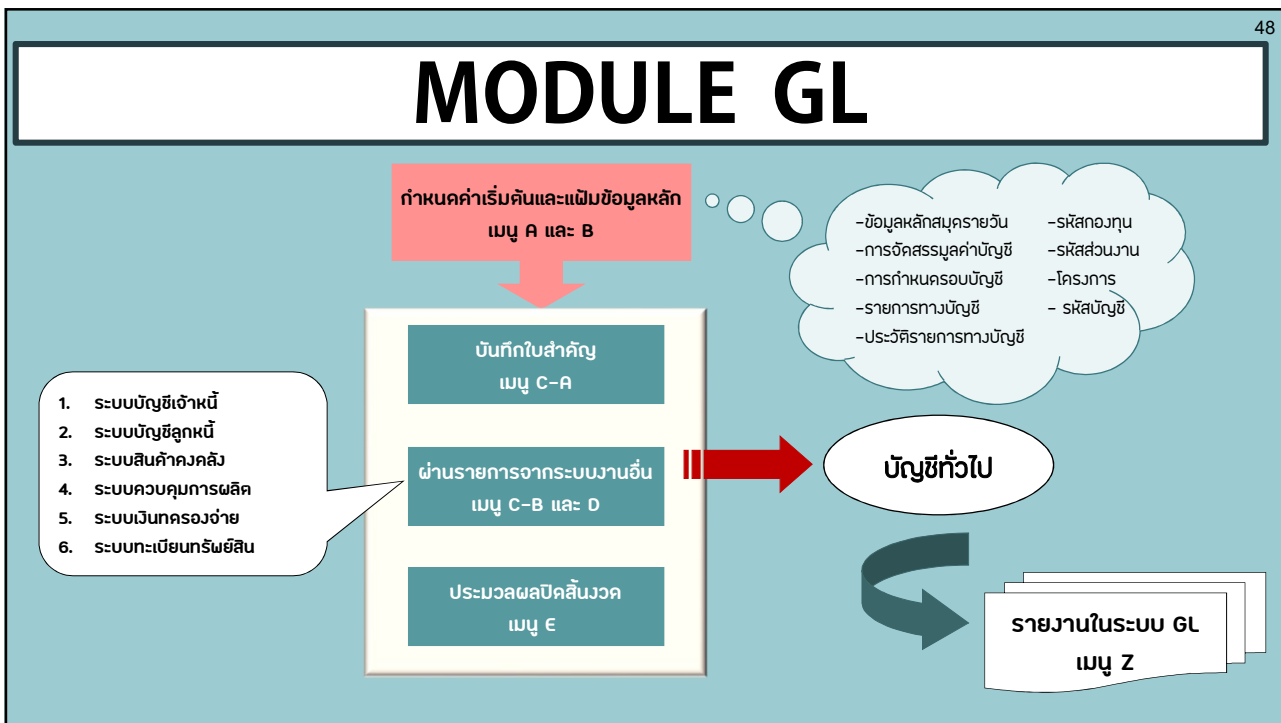 48
MODULE GL
กำหนดค่าเริ่มต้นและแฟ้มข้อมูลหลัก
เมนู A และ B
-ข้อมูลหลักสมุดรายวัน
-การจัดสรรมูลค่าบัญชี
-การกำหนดรอบบัญชี
-รายการทางบัญชี
-ประวัติรายการทางบัญชี
-รหัสกองทุน
-รหัสส่วนงาน
-โครงการ
- รหัสบัญชี
บันทึกใบสำคัญ
เมนู C-A
1. ระบบบัญชีเจ้าหนี้
2. ระบบบัญชีลูกหนี้
3. ระบบสินค้าคงคลัง
4. ระบบควบคุมการผลิต
5. ระบบเงินทดรองจ่าย
6. ระบบทะเบียนทรัพย์สิน
ผ่านรายการจากระบบงานอื่น
เมนู C-B และ D
บัญชีทั่วไป
ประมวลผลปิดสิ้นงวด
เมนู E
รายงานในระบบ GL
เมนู Z